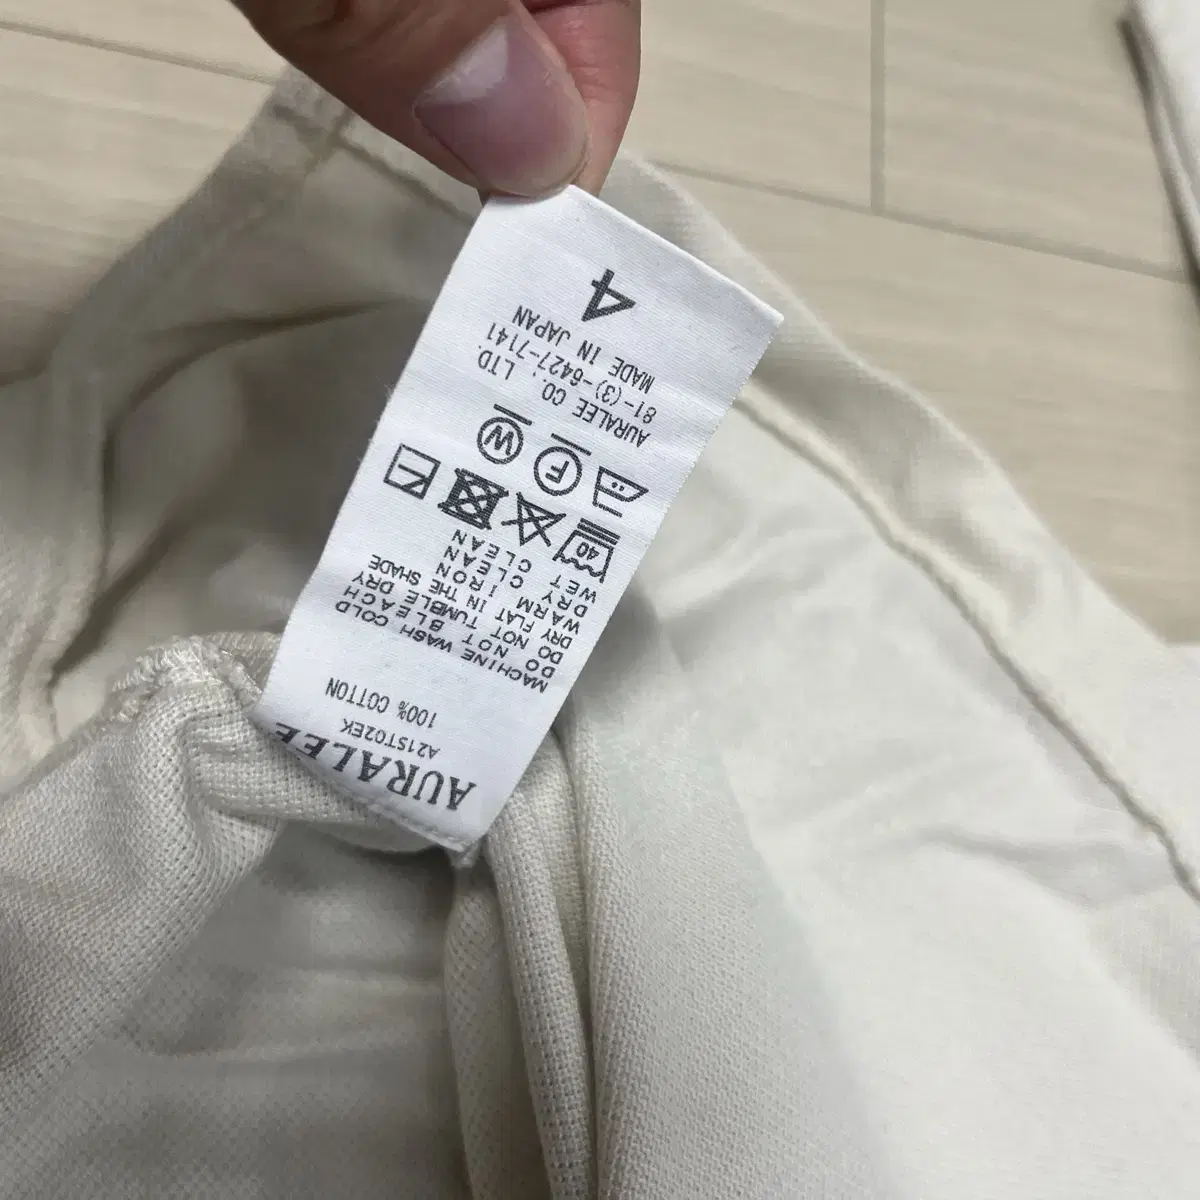 AURALEE
A21ST02EK
100% COTTON
MACHINE WASH COLD
DO NOT BLEACH
DO NOT TUMBLE DRY
DRY FLAT IN THE SHADE
WARM IRON
DRY CLEAN
WET CLEAN
40
F
W
AURALEE CO., LTD.
81-(3)-6427-7141
MADE IN JAPAN
4